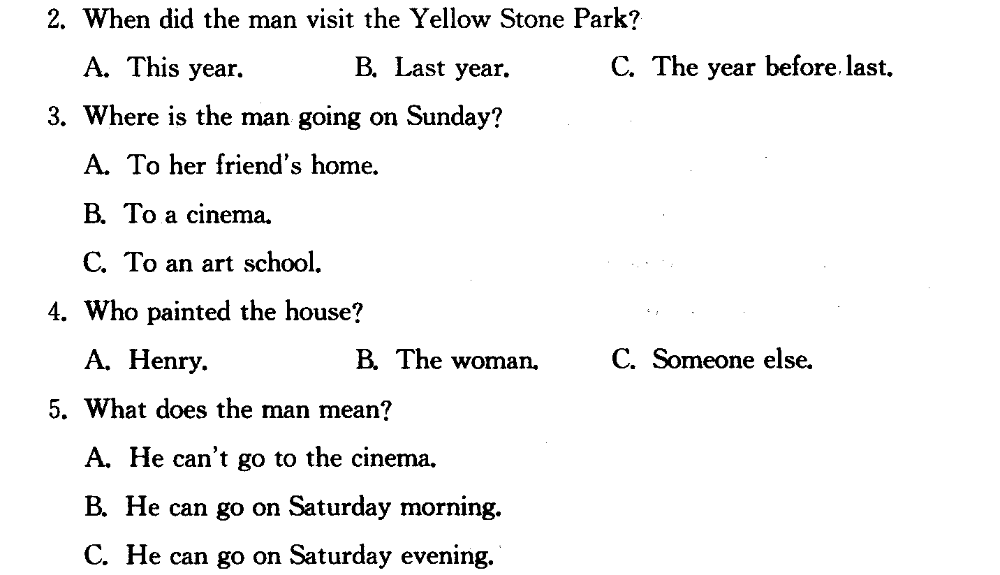 2. When did the man visit the Yellow Stone Park?
A. This year. B. Last year. C. The year before last.
3. Where is the man going on Sunday?
A. To her friend's home.
B. To a cinema.
C. To an art school.
4. Who painted the house?
A. Henry. B. The woman. C. Someone else.
5. What does the man mean?
A. He can't go to the cinema.
B. He can go on Saturday morning.
C. He can go on Saturday evening.